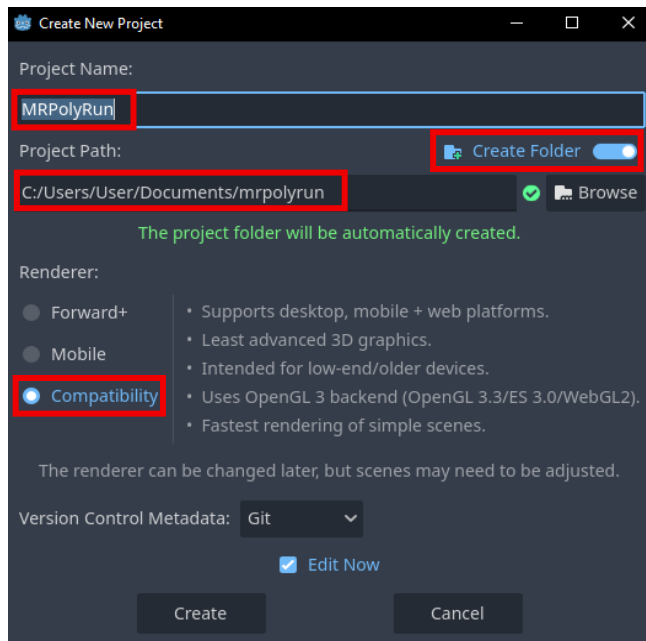 Create New Project
Project Name:
MRPolyRun
Project Path:
Create Folder
C:/Users/User/Documents/mrpolyrun
Browse
The project folder will be automatically created.
Renderer:
Forward+
Mobile
Compatibility
• Supports desktop, mobile + web platforms.
• Least advanced 3D graphics.
• Intended for low-end/older devices.
• Uses OpenGL 3 backend (OpenGL 3.3/ES 3.0/WebGL2).
• Fastest rendering of simple scenes.
The renderer can be changed later, but scenes may need to be adjusted.
Version Control Metadata: Git
Edit Now
Create
Cancel